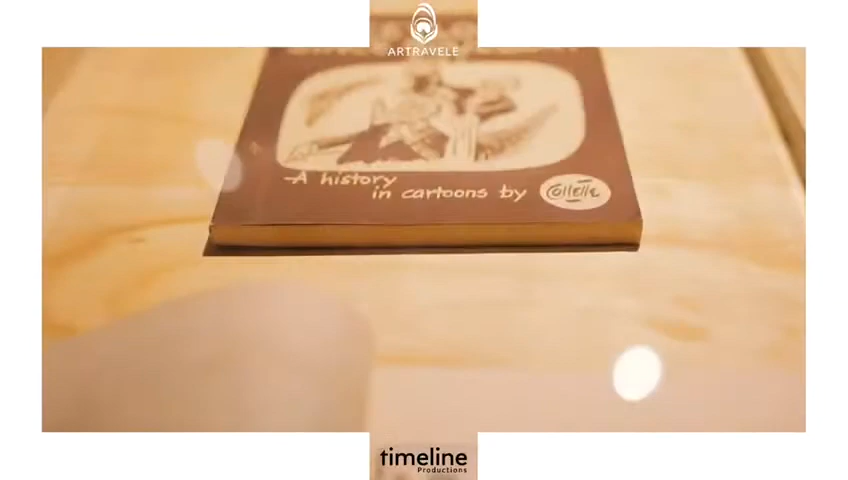 ARTRAVELE
A history
in cartoons by
Collette
timeline
Productions